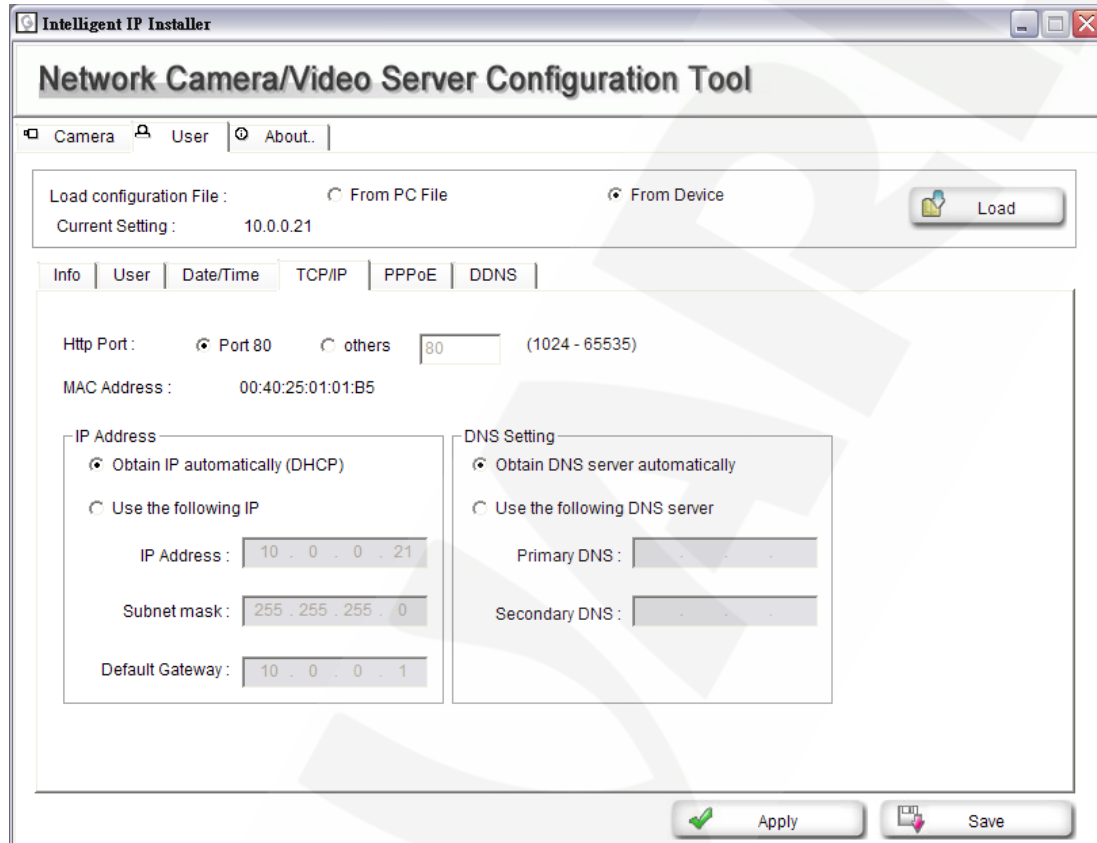 Intelligent IP Installer
Network Camera/Video Server Configuration Tool
Camera User About..
Load configuration File : From PC File From Device Load
Current Setting : 10.0.0.21
Info User Date/Time TCP/IP PPPoE DDNS
Http Port : Port 80 others 80 (1024 - 65535)
MAC Address : 00:40:25:01:01:B5
IP Address DNS Setting
Obtain IP automatically (DHCP) Obtain DNS server automatically
Use the following IP Use the following DNS server
IP Address : 10 . 0 . 0 . 21 Primary DNS : . . .
Subnet mask : 255 . 255 . 255 . 0 Secondary DNS : . . .
Default Gateway : 10 . 0 . 0 . 1
Apply Save